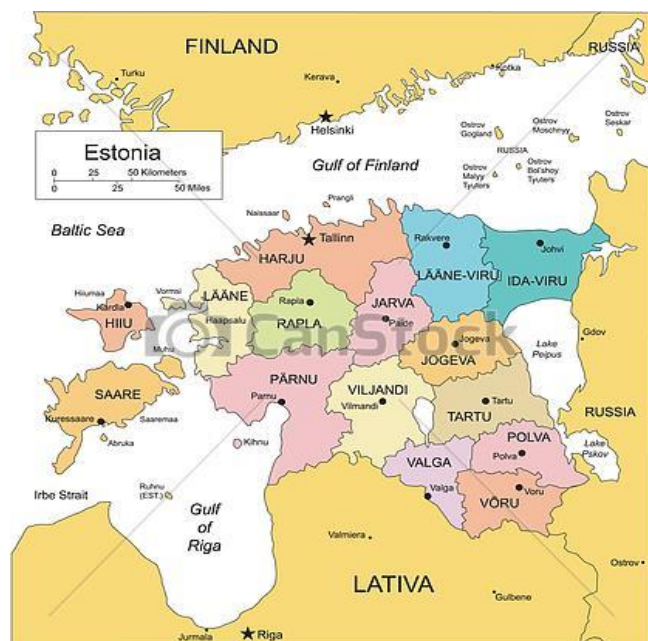 FINLAND
RUSSIA
Turku
Kerava
Kotka
Helsinki
Ostrov
Gogland
Ostrov
Moschnyy
Ostrov
Seskar
RUSSIA
Ostrov
Malyy
Tyuters
Ostrov
Bol'shoy
Tyuters
Estonia
0 25 50 Kilometers
0 25 50 Miles
Gulf of Finland
Baltic Sea
Prangli
Naissaar
Tallinn
HARJU
Rakvere
LÄÄNE-VIRU
Johvi
IDA-VIRU
Hiiumaa
Kardla
HIIU
Vormsi
LÄÄNE
Haapsalu
Rapla
RAPLA
JARVA
Paide
Jogeva
JOGEVA
Lake
Peipus
Gdov
CanStock
Muhu
SAARE
Kuressaare
Saaremaa
Abruka
PÄRNU
Parnu
Kihnu
VILJANDI
Vilmandi
Tartu
TARTU
RUSSIA
POLVA
Polva
Lake
Pskov
VALGA
Valga
Voru
VÕRU
Irbe Strait
Ruhnu
(EST.)
Gulf
of
Riga
Valmiera
LATIVA
Gulbene
Ostrov
Jurmala
Riga